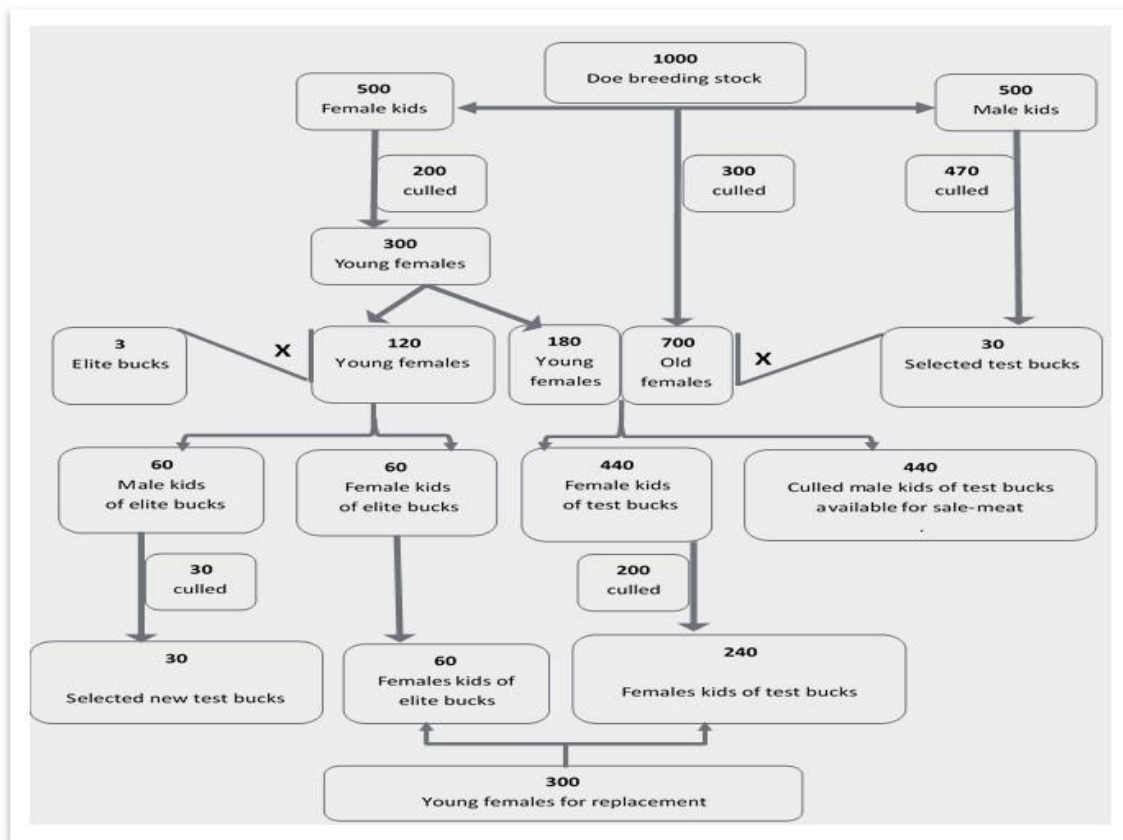 1000
Doe breeding stock
500
Female kids
500
Male kids
200
culled
300
culled
470
culled
300
Young females
3
Elite bucks
X
120
Young females
180
Young
females
700
Old
females
X
30
Selected test bucks
60
Male kids
of elite bucks
60
Female kids
of elite bucks
440
Female kids
of test bucks
440
Culled male kids of test bucks
available for sale-meat
.
30
culled
200
culled
30
Selected new test bucks
60
Females kids of
elite bucks
240
Females kids of test bucks
300
Young females for replacement